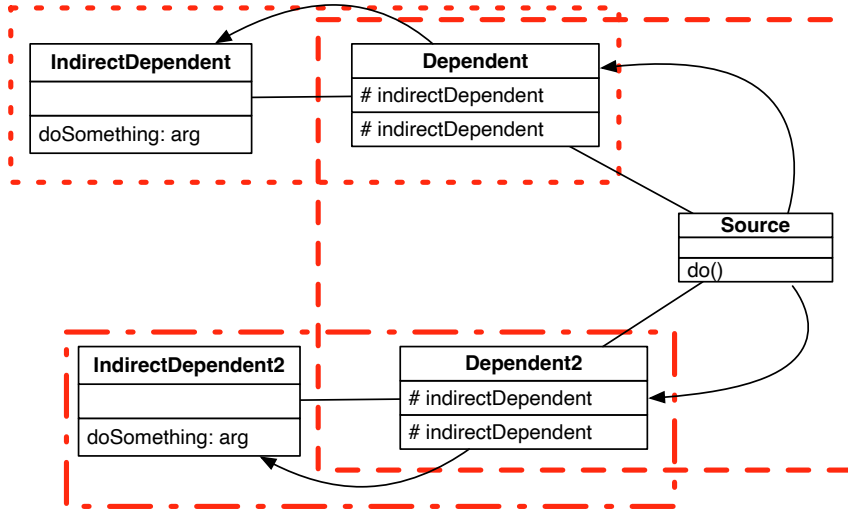 IndirectDependent
doSomething: arg
Dependent
# indirectDependent
# indirectDependent
Source
do()
IndirectDependent2
doSomething: arg
Dependent2
# indirectDependent
# indirectDependent